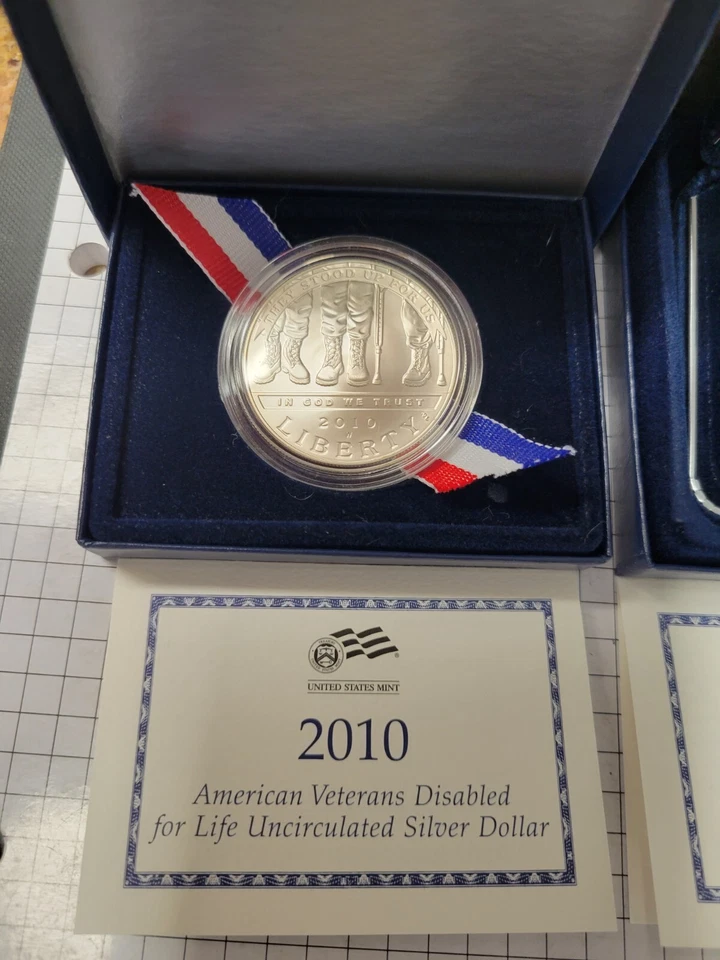 THEY STOOD UP FOR US
IN GOD WE TRUST
2010
W
LIBERTY
UNITED STATES MINT
2010
American Veterans Disabled
for Life Uncirculated Silver Dollar